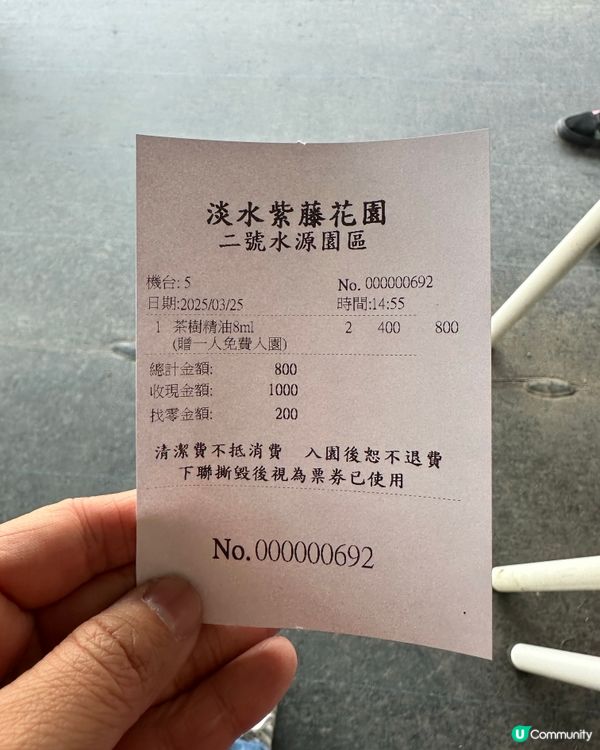 淡水紫藤花園
二號水源園區
機台: 5 No. 000000692
日期:2025/03/25 時間:14:55
1 茶樹精油8ml 2 400 800
(贈一人免費入園)
總計金額: 800
收現金額: 1000
找零金額: 200
清潔費不抵消費 入園後恕不退費
下聯撕毀後視為票券已使用
No. 000000692
U Community